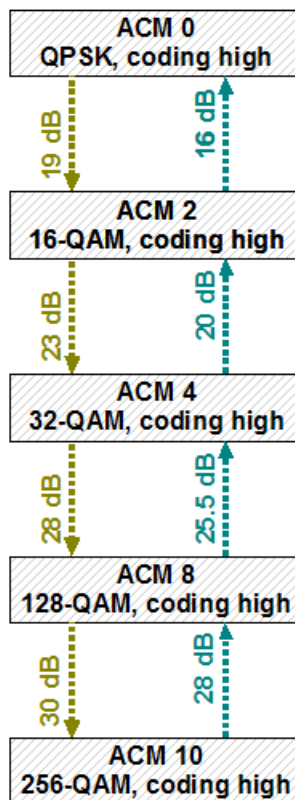 ACM 0
QPSK, coding high
19 dB
16 dB
ACM 2
16-QAM, coding high
23 dB
20 dB
ACM 4
32-QAM, coding high
28 dB
25.5 dB
ACM 8
128-QAM, coding high
30 dB
28 dB
ACM 10
256-QAM, coding high